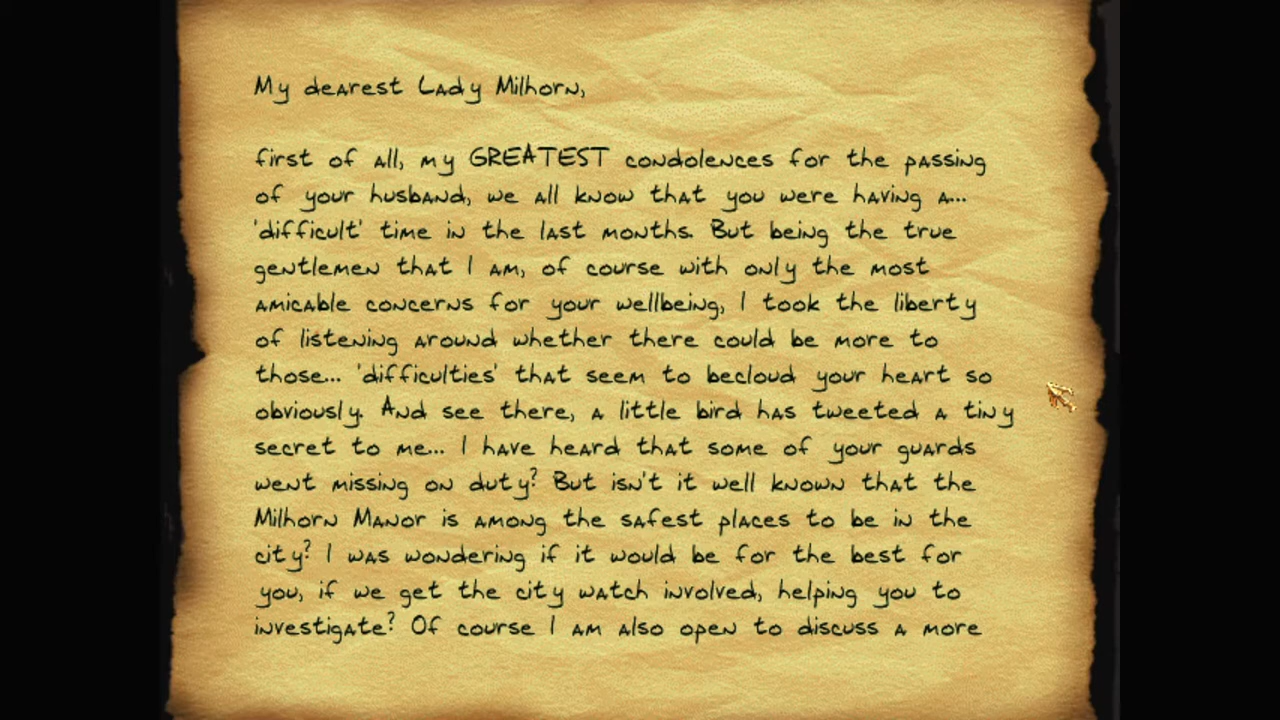 My dearest Lady Milhorn,
first of all, my GREATEST condolences for the passing
of your husband, we all know that you were having a...
'difficult' time in the last months. But being the true
gentlemen that I am, of course with only the most
amicable concerns for your wellbeing, I took the liberty
of listening around whether there could be more to
those... 'difficulties' that seem to becloud your heart so
obviously. And see there, a little bird has tweeted a tiny
secret to me... I have heard that some of your guards
went missing on duty? But isn't it well known that the
Milhorn Manor is among the safest places to be in the
city? I was wondering if it would be for the best for
you, if we get the city watch involved, helping you to
investigate? Of course I am also open to discuss a more